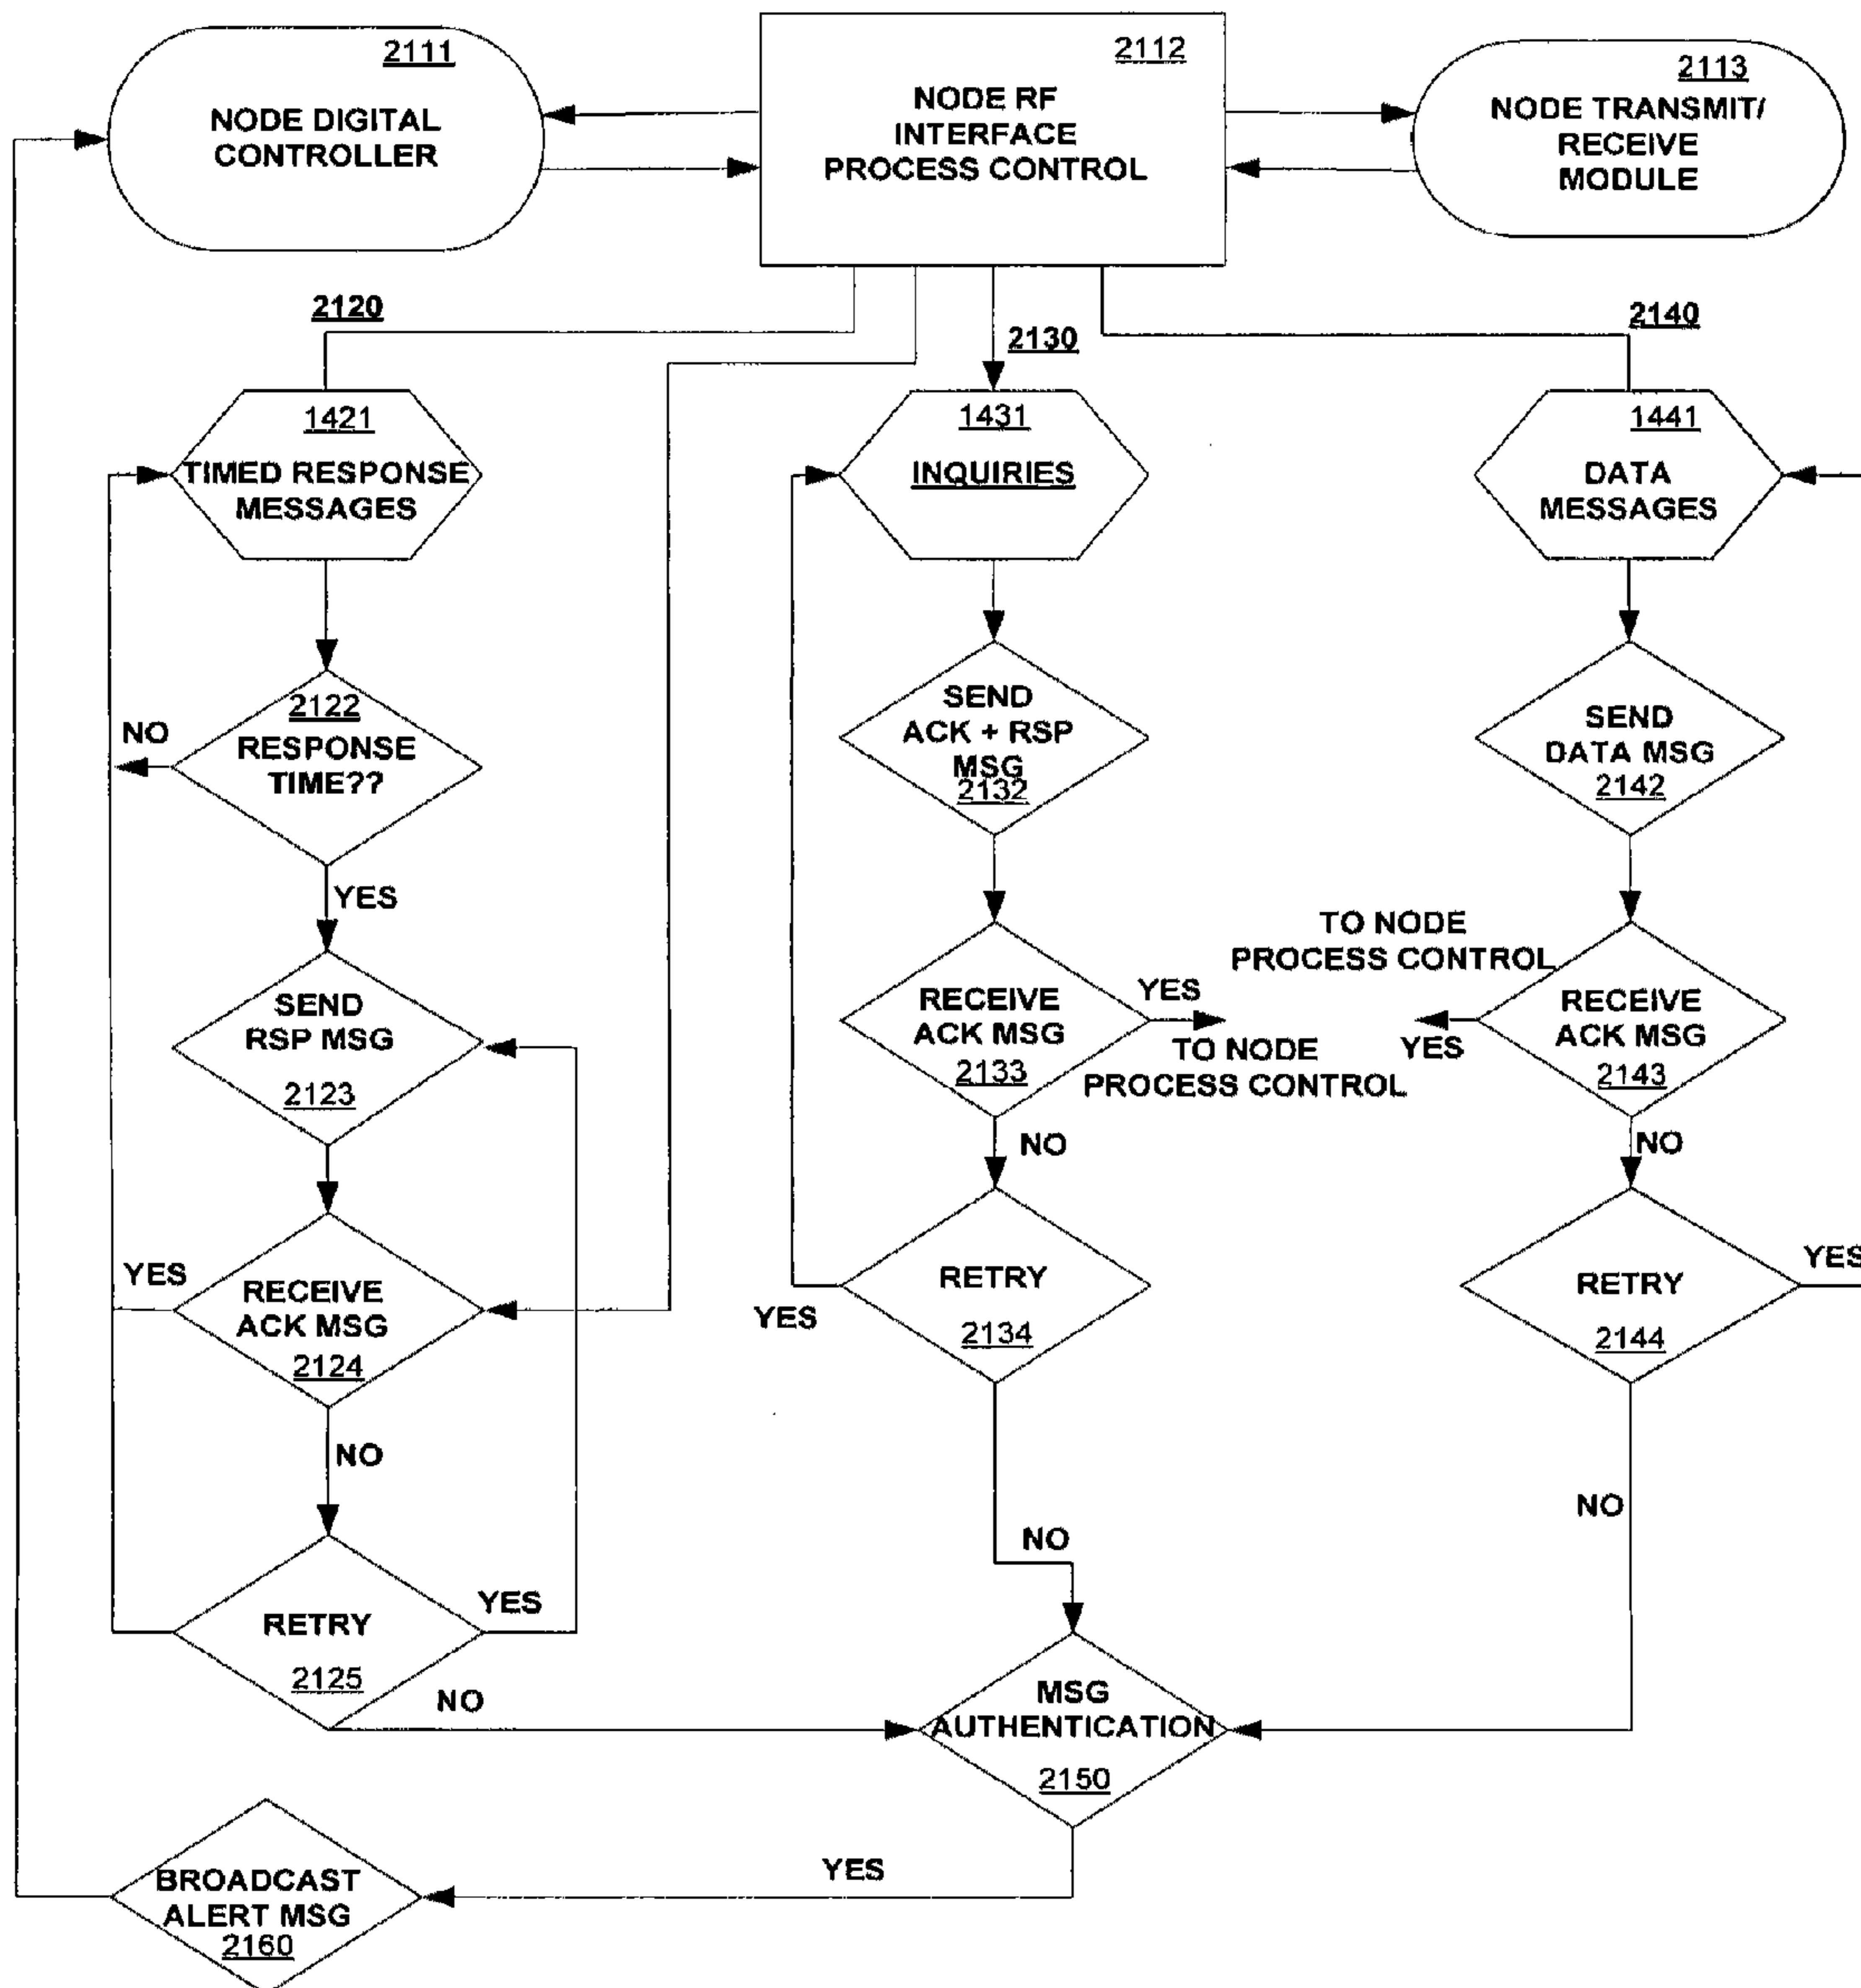 2111
NODE DIGITAL
CONTROLLER
2112
NODE RF
INTERFACE
PROCESS CONTROL
2113
NODE TRANSMIT/
RECEIVE
MODULE
2120
2130
2140
1421
TIMED RESPONSE
MESSAGES
1431
INQUIRIES
1441
DATA
MESSAGES
2122
RESPONSE
TIME??
NO
YES
SEND
ACK + RSP
MSG
2132
SEND
DATA MSG
2142
SEND
RSP MSG
2123
RECEIVE
ACK MSG
2133
YES
TO NODE
PROCESS CONTROL
NO
TO NODE
PROCESS CONTROL
RECEIVE
ACK MSG
2143
YES
NO
YES
RECEIVE
ACK MSG
2124
NO
RETRY
2134
YES
NO
RETRY
2144
YES
NO
RETRY
2125
YES
NO
MSG
AUTHENTICATION
2150
YES
BROADCAST
ALERT MSG
2160